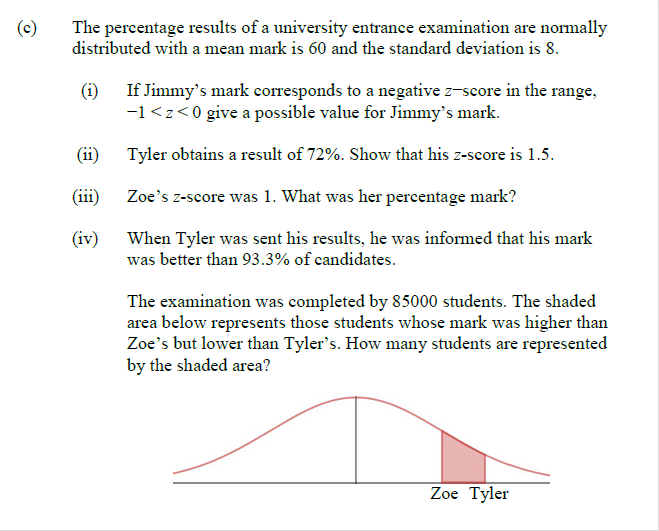 (c) The percentage results of a university entrance examination are normally
distributed with a mean mark is 60 and the standard deviation is 8.
(i) If Jimmy’s mark corresponds to a negative z−score in the range,
−1 < z < 0 give a possible value for Jimmy’s mark.
(ii) Tyler obtains a result of 72%. Show that his z-score is 1.5.
(iii) Zoe’s z-score was 1. What was her percentage mark?
(iv) When Tyler was sent his results, he was informed that his mark
was better than 93.3% of candidates.
The examination was completed by 85000 students. The shaded
area below represents those students whose mark was higher than
Zoe’s but lower than Tyler’s. How many students are represented
by the shaded area?
Zoe Tyler